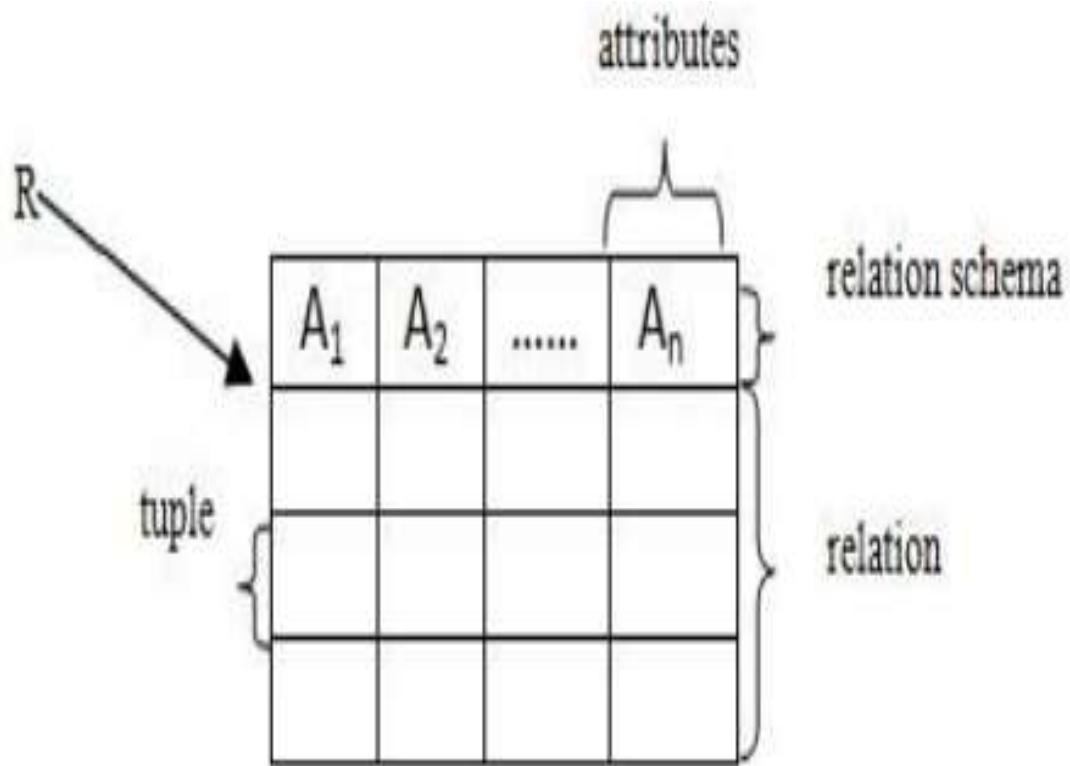 attributes
R
relation schema
A₁ A₂ ...... Aₙ
tuple
relation